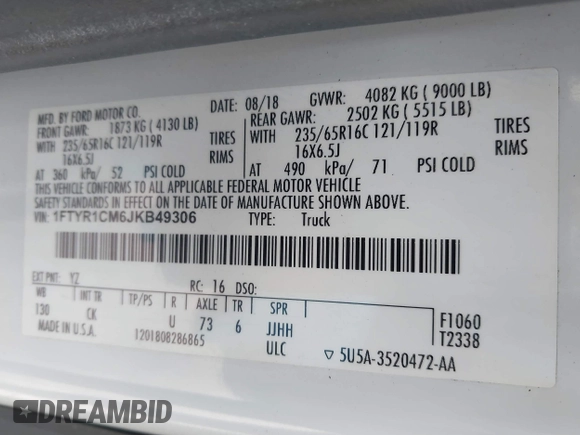 MFD. BY FORD MOTOR CO.
DATE: 08/18 GVWR: 4082 KG ( 9000 LB)
FRONT GAWR: 1873 KG ( 4130 LB) REAR GAWR: 2502 KG ( 5515 LB)
WITH 235/65R16C 121/119R TIRES WITH 235/65R16C 121/119R TIRES
16X6.5J RIMS 16X6.5J RIMS
AT 360 kPa/ 52 PSI COLD AT 490 kPa/ 71 PSI COLD
THIS VEHICLE CONFORMS TO ALL APPLICABLE FEDERAL MOTOR VEHICLE
SAFETY STANDARDS IN EFFECT ON THE DATE OF MANUFACTURE SHOWN ABOVE.
VIN: 1FTYR1CM6JKB49306 TYPE: Truck
EXT PNT: YZ RC: 16 DSO:
WB INT TR TP/PS R AXLE TR SPR
130 CK U 73 6 JJHH F1060
ULC T2338
MADE IN U.S.A. 1201808286865 ▽ 5U5A-3520472-AA
DREAMBID